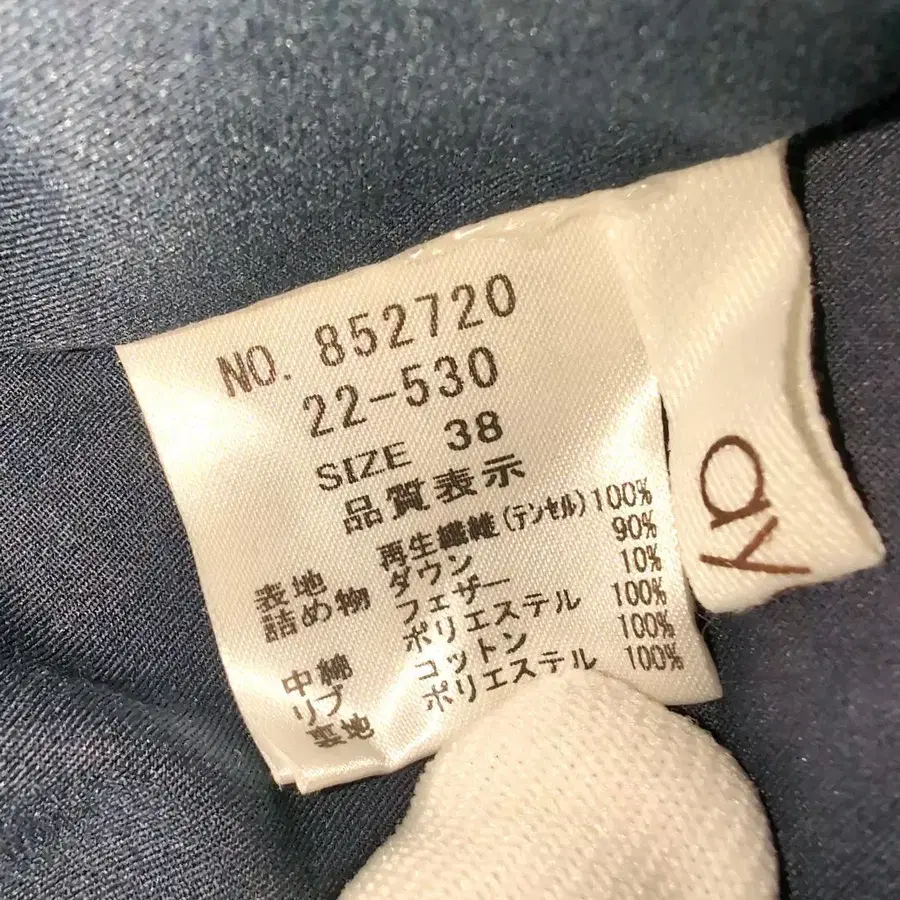 NO. 852720
22-530
SIZE 38
品質表示
表地 再生繊維(テンセル)100%
詰め物 ダウン 90%
フェザー 10%
中綿 ポリエステル 100%
リブ コットン 100%
裏地 ポリエステル 100%